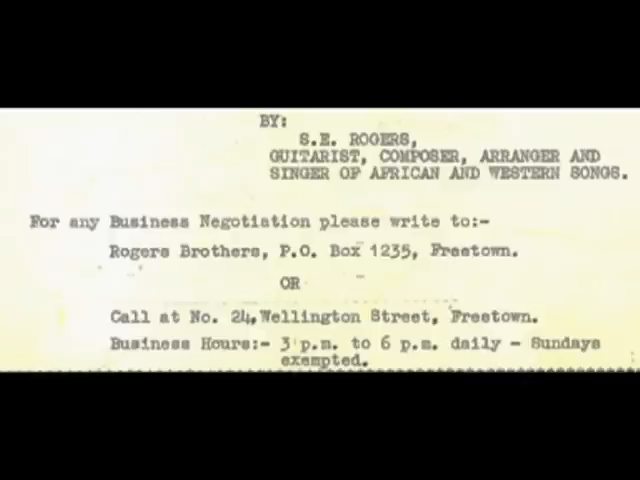 BY:
S.E. ROGERS,
GUITARIST, COMPOSER, ARRANGER AND
SINGER OF AFRICAN AND WESTERN SONGS.
For any Business Negotiation please write to:-
Rogers Brothers, P.O. Box 1235, Freetown.
OR
Call at No. 24,Wellington Street, Freetown.
Business Hours:- 3 p.m. to 6 p.m. daily - Sundays
exempted.